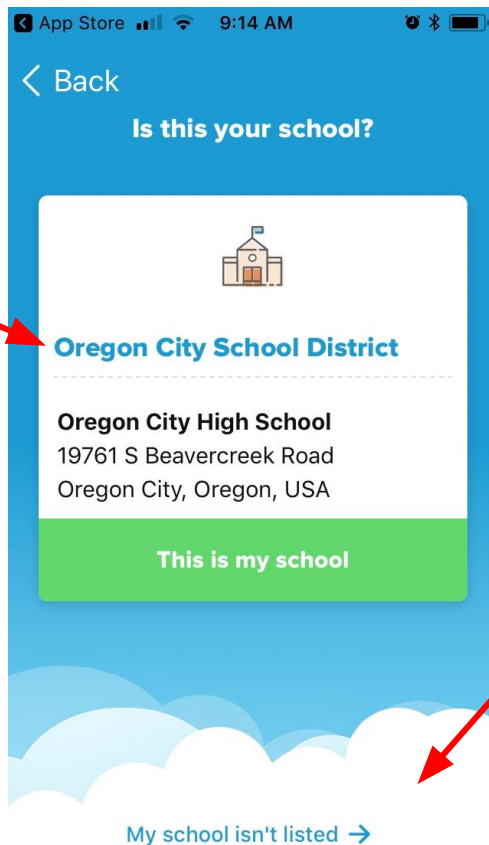 App Store 9:14 AM
Back
Is this your school?
Oregon City School District
Oregon City High School
19761 S Beavercreek Road
Oregon City, Oregon, USA
This is my school
My school isn't listed →